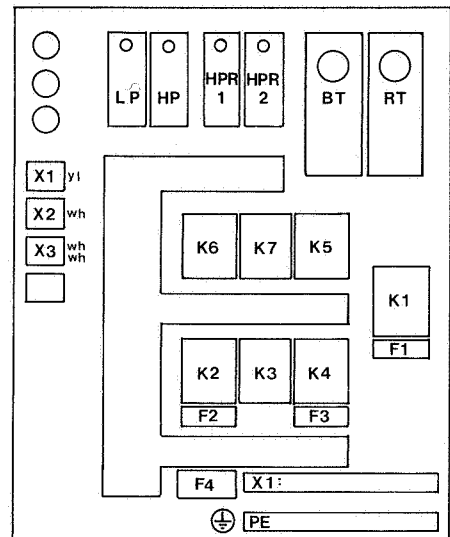 LP HP HPR 1 HPR 2 BT RT
X1 yl
X2 wh
X3 wh wh
K6 K7 K5
K1
F1
K2 K3 K4
F2 F3
F4 X1:
PE